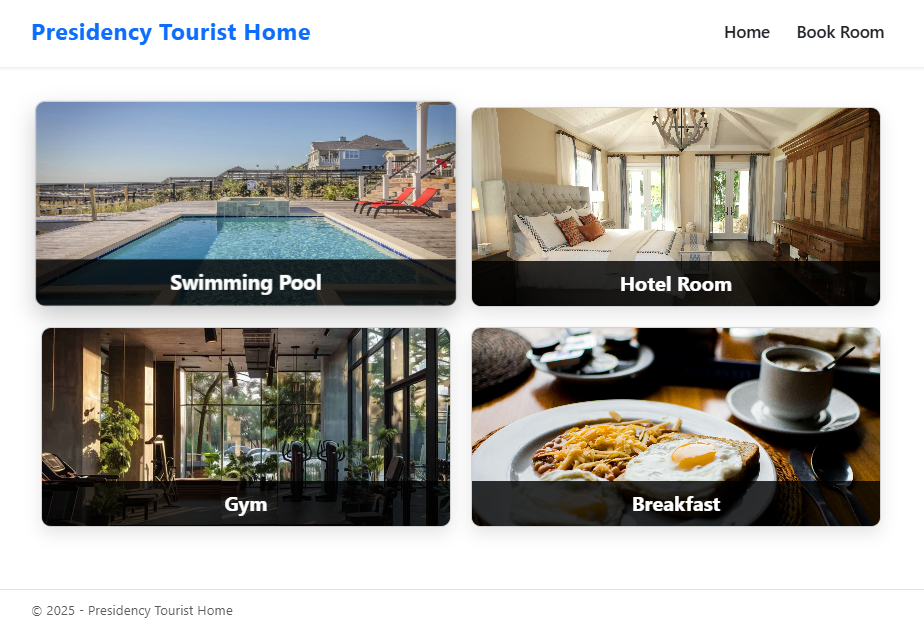 Presidency Tourist Home
Home
Book Room
Swimming Pool
Hotel Room
Gym
Breakfast
© 2025 - Presidency Tourist Home